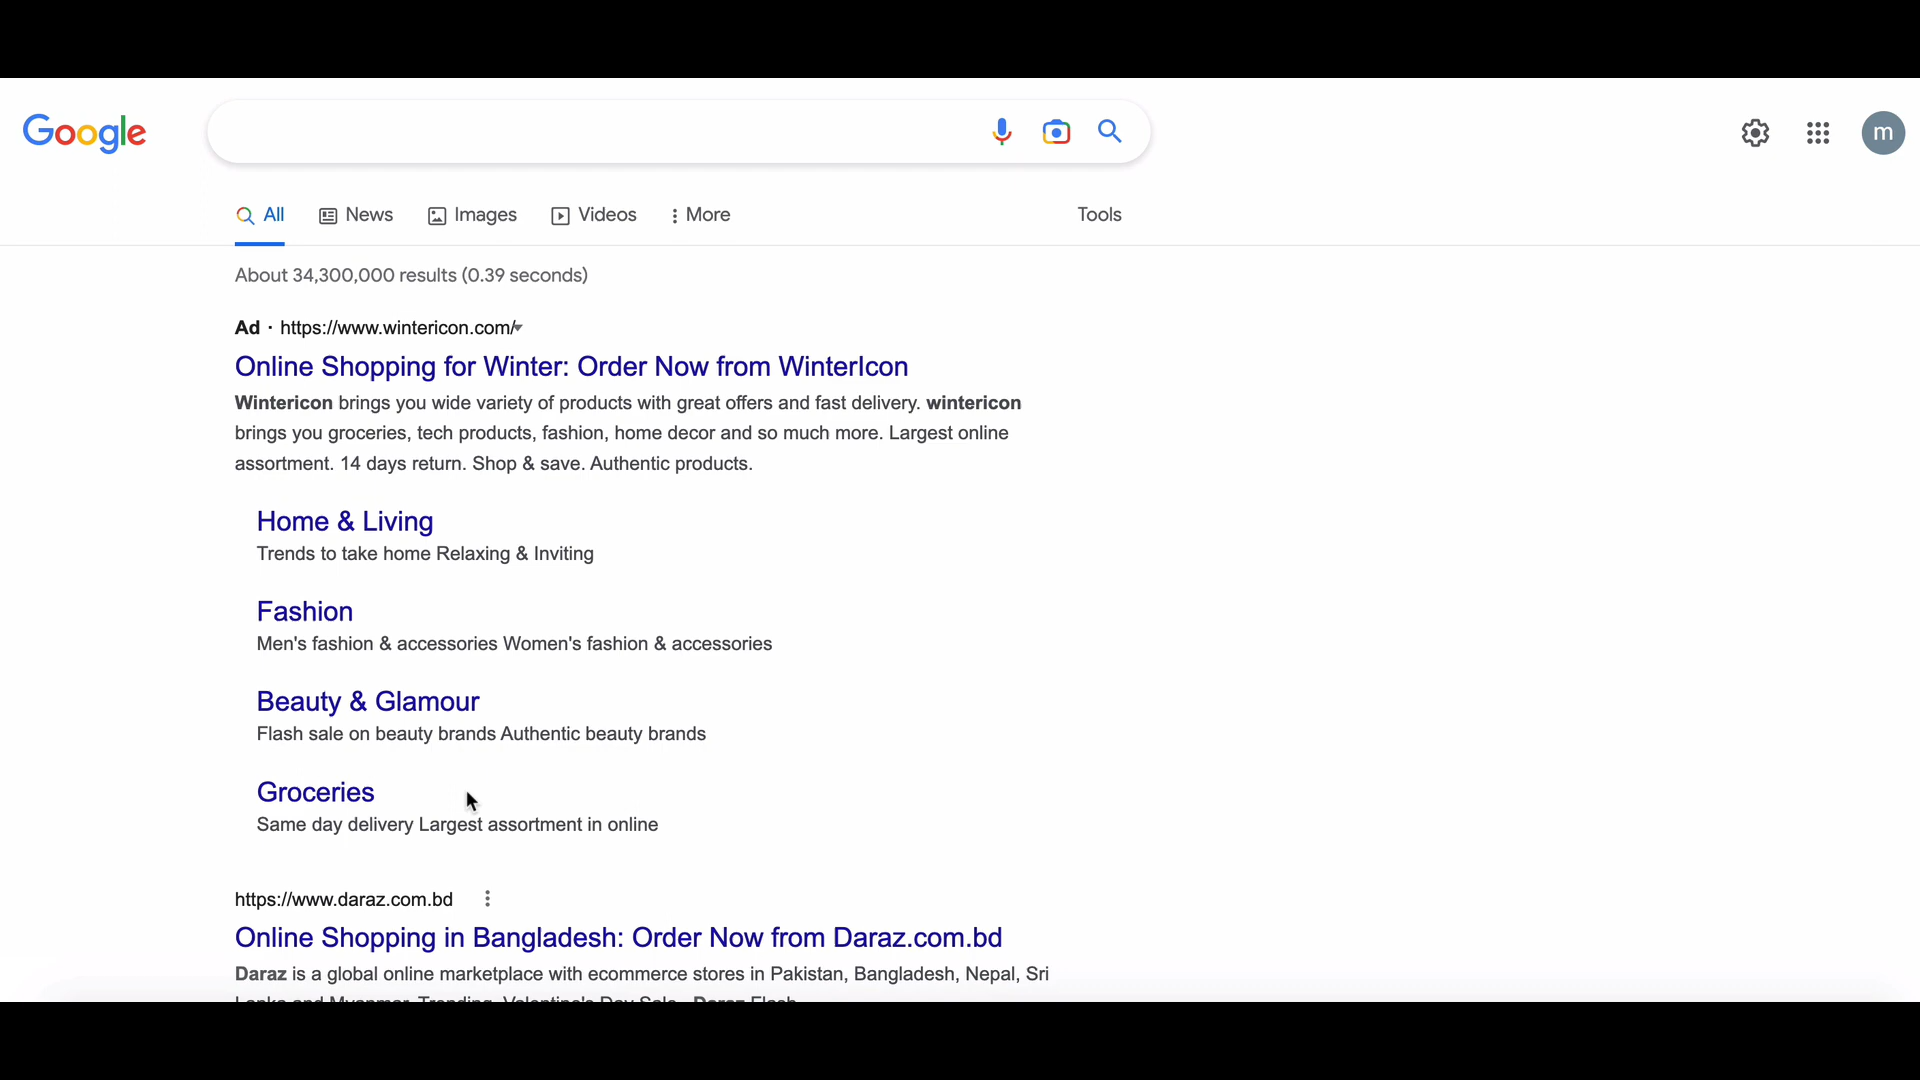 Google
m
All News Images Videos More Tools
About 34,300,000 results (0.39 seconds)
Ad · https://www.wintericon.com/
Online Shopping for Winter: Order Now from WinterIcon
Wintericon brings you wide variety of products with great offers and fast delivery. wintericon
brings you groceries, tech products, fashion, home decor and so much more. Largest online
assortment. 14 days return. Shop & save. Authentic products.
Home & Living
Trends to take home Relaxing & Inviting
Fashion
Men's fashion & accessories Women's fashion & accessories
Beauty & Glamour
Flash sale on beauty brands Authentic beauty brands
Groceries
Same day delivery Largest assortment in online
https://www.daraz.com.bd
Online Shopping in Bangladesh: Order Now from Daraz.com.bd
Daraz is a global online marketplace with ecommerce stores in Pakistan, Bangladesh, Nepal, Sri